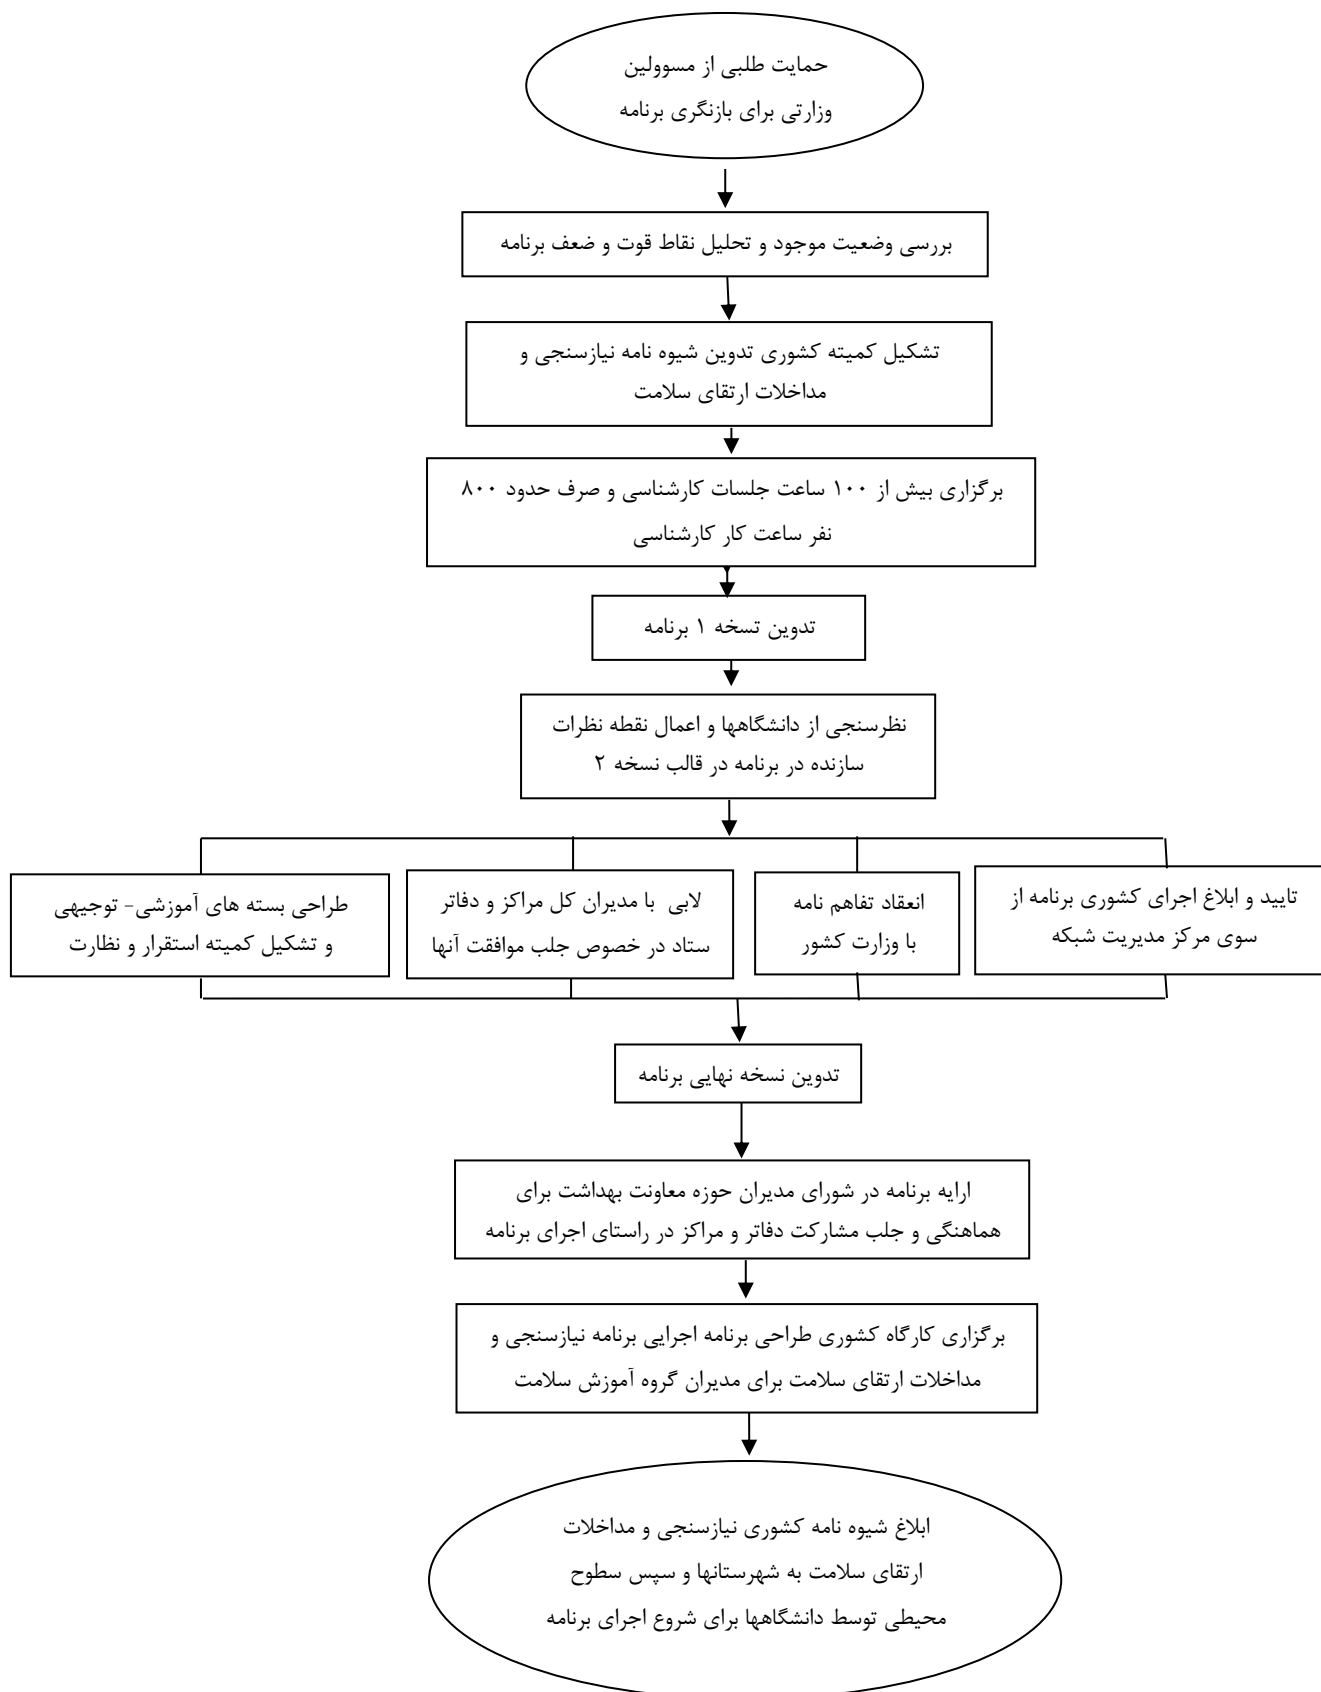 حمایت طلبی از مسوولین
وزارتی برای بازنگری برنامه
بررسی وضعیت موجود و تحلیل نقاط قوت و ضعف برنامه
تشکیل کمیته کشوری تدوین شیوه نامه نیازسنجی و
مداخلات ارتقای سلامت
برگزاری بیش از ۱۰۰ ساعت جلسات کارشناسی و صرف حدود ۸۰۰
نفر ساعت کار کارشناسی
تدوین تسخه ۱ برنامه
نظرسنجی از دانشگاهها و اعمال نقطه نظرات
سازنده در برنامه در قالب نسخه ۲
تایید و ابلاغ اجرای کشوری برنامه از
سوی مرکز مدیریت شبکه
انعقاد تفاهم نامه
با وزارت کشور
لابی با مدیران کل مراکز و دفاتر
ستاد در خصوص جلب موافقت آنها
طراحی بسته های آموزشی- توجیهی
و تشکیل کمیته استقرار و نظارت
تدوین نسخه نهایی برنامه
ارایه برنامه در شورای مدیران حوزه معاونت بهداشت برای
هماهنگی و جلب مشارکت دفاتر و مراکز در راستای اجرای برنامه
برگزاری کارگاه کشوری طراحی برنامه اجرایی برنامه نیازسنجی و
مداخلات ارتقای سلامت برای مدیران گروه آموزش سلامت
ابلاغ شیوه نامه کشوری نیازسنجی و مداخلات
ارتقای سلامت به شهرستانها و سپس سطوح
محیطی توسط دانشگاهها برای شروع اجرای برنامه